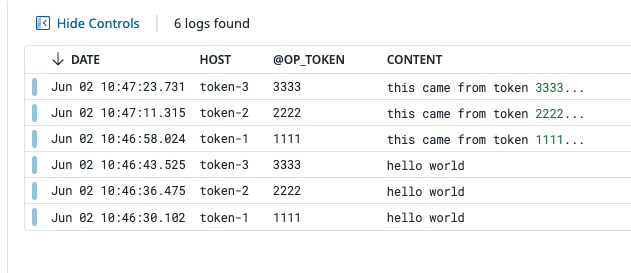 Hide Controls 6 logs found
↓ DATE HOST @OP_TOKEN CONTENT
Jun 02 10:47:23.731 token-3 3333 this came from token 3333...
Jun 02 10:47:11.315 token-2 2222 this came from token 2222...
Jun 02 10:46:58.024 token-1 1111 this came from token 1111...
Jun 02 10:46:43.525 token-3 3333 hello world
Jun 02 10:46:36.475 token-2 2222 hello world
Jun 02 10:46:30.102 token-1 1111 hello world